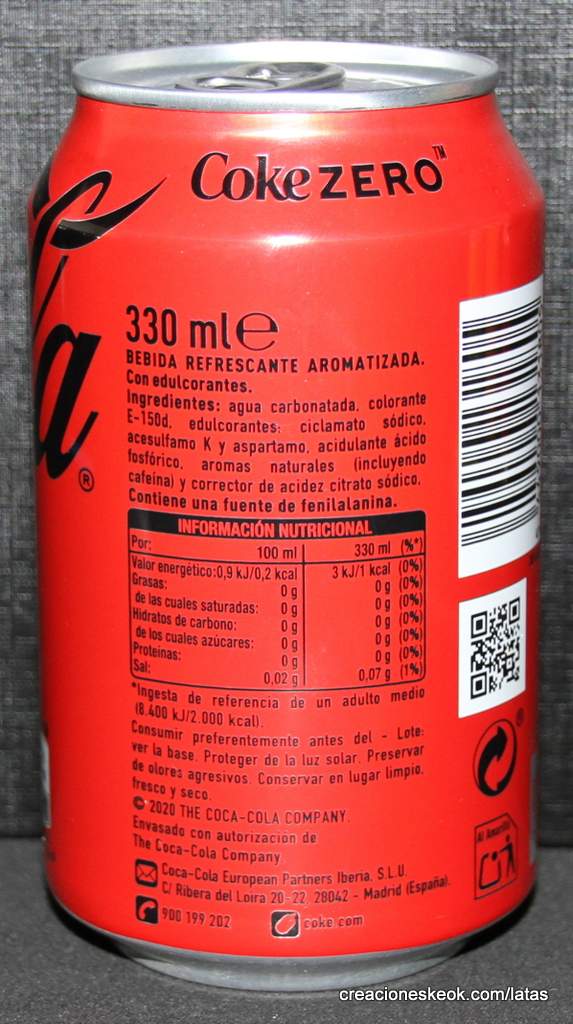 Coke ZERO™
a®
330 ml e
BEBIDA REFRESCANTE AROMATIZADA.
Con edulcorantes.
Ingredientes: agua carbonatada, colorante
E-150d, edulcorantes: ciclamato sódico,
acesulfamo K y aspartamo, acidulante ácido
fosfórico, aromas naturales (incluyendo
cafeína) y corrector de acidez citrato sódico.
Contiene una fuente de fenilalanina.
INFORMACIÓN NUTRICIONAL
Por: 100 ml 330 ml (%*)
Valor energético: 0,9 kJ/0,2 kcal 3 kJ/1 kcal (0%)
Grasas: 0 g 0 g (0%)
de las cuales saturadas: 0 g 0 g (0%)
Hidratos de carbono: 0 g 0 g (0%)
de los cuales azúcares: 0 g 0 g (0%)
Proteínas: 0 g 0 g (0%)
Sal: 0,02 g 0,07 g (1%)
*Ingesta de referencia de un adulto medio
(8.400 kJ/2.000 kcal).
Consumir preferentemente antes del - Lote:
ver la base. Proteger de la luz solar. Preservar
de olores agresivos. Conservar en lugar limpio,
fresco y seco.
© 2020 THE COCA-COLA COMPANY.
Envasado con autorización de
The Coca-Cola Company
Coca-Cola European Partners Iberia, S.L.U.
C/ Ribera del Loira 20-22, 28042 - Madrid (España).
900 199 202 coke.com
®
Al Amarillo
creacioneskeok.com/latas